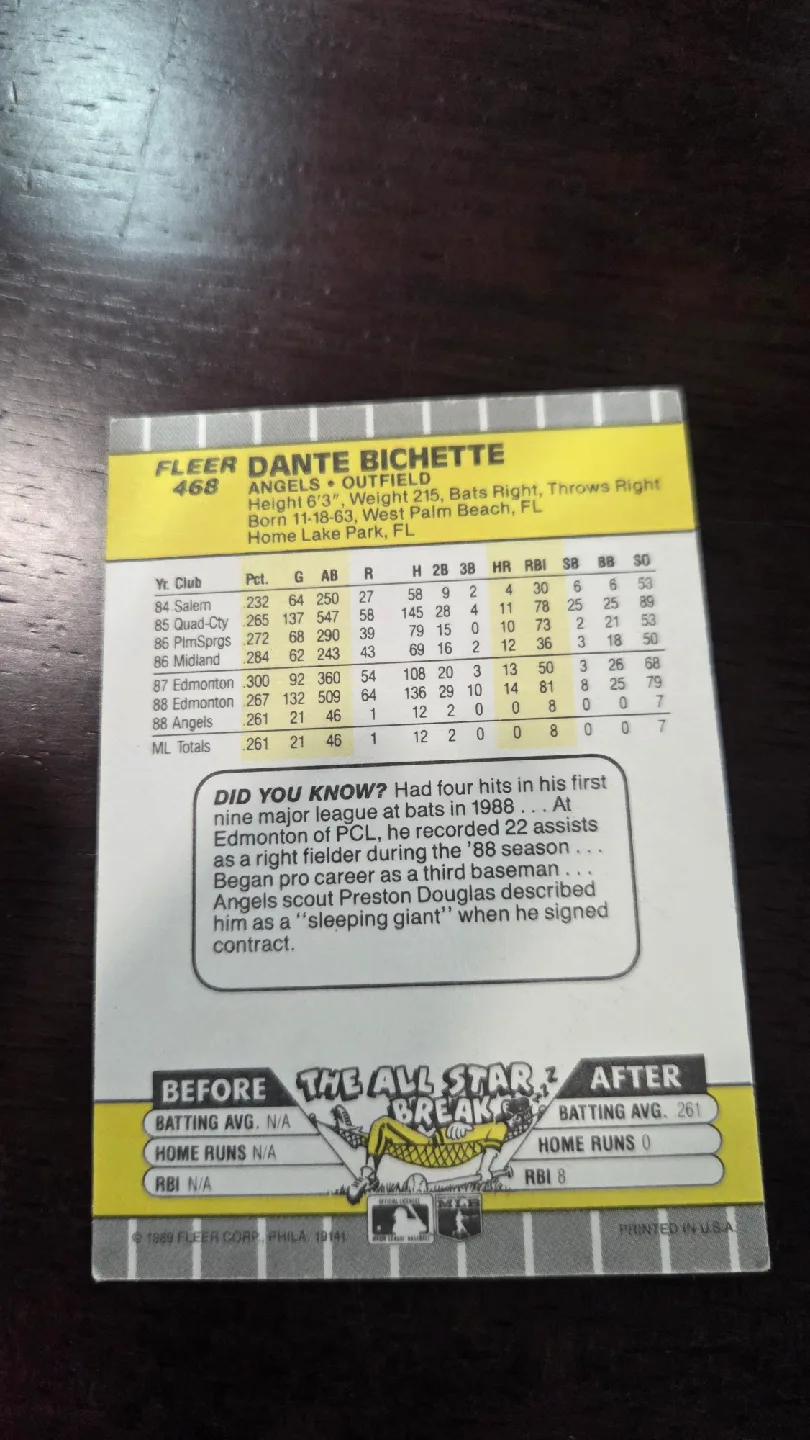 FLEER DANTE BICHETTE
468 ANGELS • OUTFIELD
Height 6'3", Weight 215, Bats Right, Throws Right
Born 11-18-63, West Palm Beach, FL
Home Lake Park, FL
Yr. Club Pct. G AB R H 2B 3B HR RBI SB BB SO
84 Salem .232 64 250 27 58 9 2 4 30 6 6 53
85 Quad-Cty .265 137 547 58 145 28 4 11 78 25 25 89
86 PlmSprgs .272 68 290 39 79 15 0 10 73 2 21 53
86 Midland .284 62 243 43 69 16 2 12 36 3 18 50
87 Edmonton .300 92 360 54 108 20 3 13 50 3 26 68
88 Edmonton .267 132 509 64 136 29 10 14 81 8 25 79
88 Angels .261 21 46 1 12 2 0 0 8 0 0 7
ML Totals .261 21 46 1 12 2 0 0 8 0 0 7
DID YOU KNOW? Had four hits in his first
nine major league at bats in 1988 . . . At
Edmonton of PCL, he recorded 22 assists
as a right fielder during the '88 season . . .
Began pro career as a third baseman . . .
Angels scout Preston Douglas described
him as a "sleeping giant" when he signed
contract.
BEFORE THE ALL STAR BREAK AFTER
BATTING AVG. N/A BATTING AVG. .261
HOME RUNS N/A HOME RUNS 0
RBI N/A RBI 8
MLB
© 1989 FLEER CORP., PHILA. 19141 PRINTED IN U.S.A.